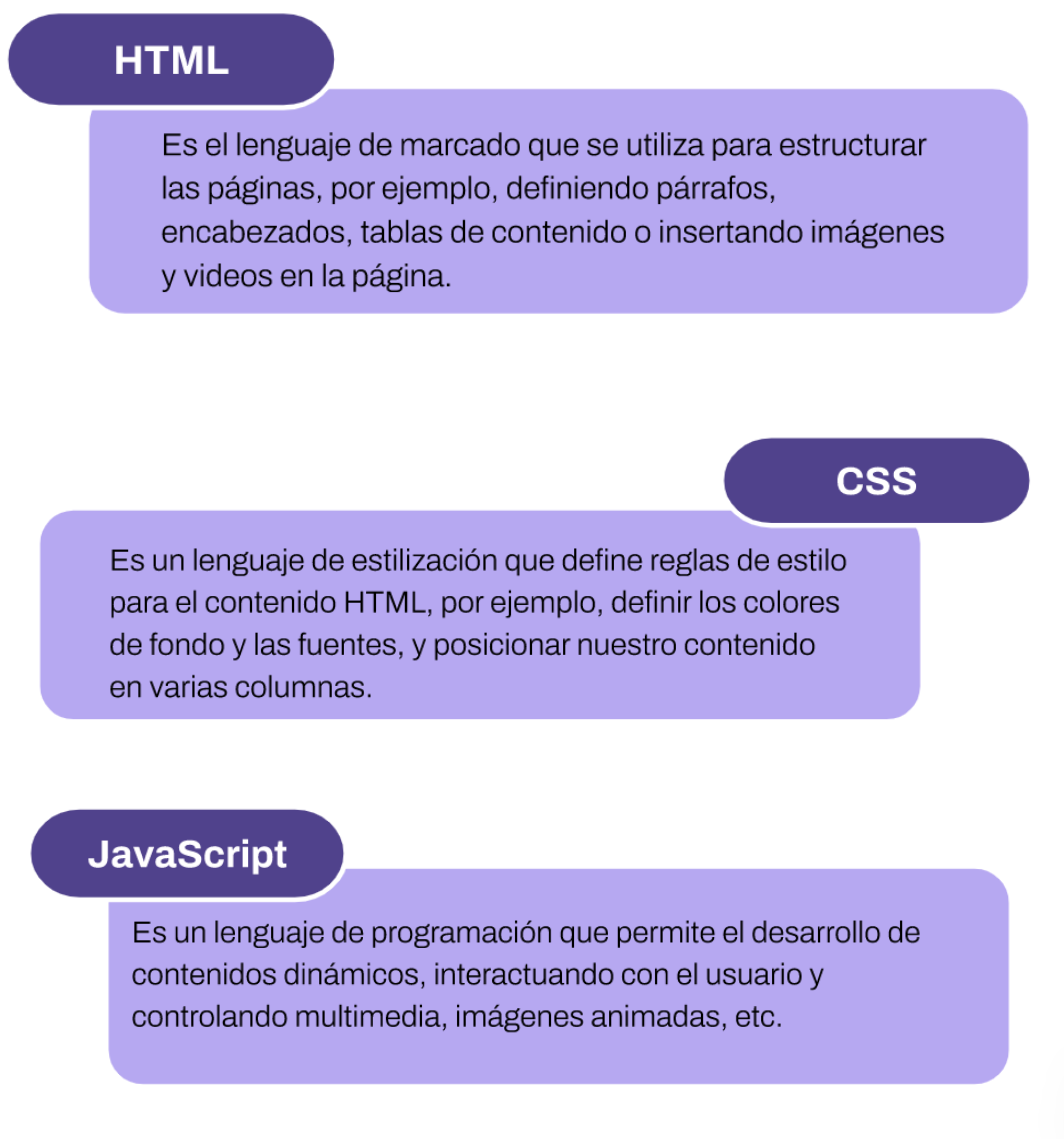 HTML
Es el lenguaje de marcado que se utiliza para estructurar
las páginas, por ejemplo, definiendo párrafos,
encabezados, tablas de contenido o insertando imágenes
y videos en la página.
CSS
Es un lenguaje de estilización que define reglas de estilo
para el contenido HTML, por ejemplo, definir los colores
de fondo y las fuentes, y posicionar nuestro contenido
en varias columnas.
JavaScript
Es un lenguaje de programación que permite el desarrollo de
contenidos dinámicos, interactuando con el usuario y
controlando multimedia, imágenes animadas, etc.